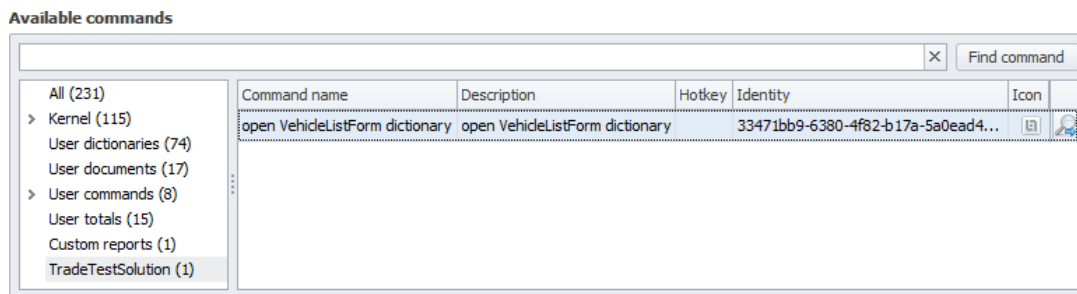 Available commands
Find command
All (231)
Kernel (115)
User dictionaries (74)
User documents (17)
User commands (8)
User totals (15)
Custom reports (1)
TradeTestSolution (1)
Command name Description Hotkey Identity Icon
open VehicleListForm dictionary open VehicleListForm dictionary 33471bb9-6380-4f82-b17a-5a0ead4...